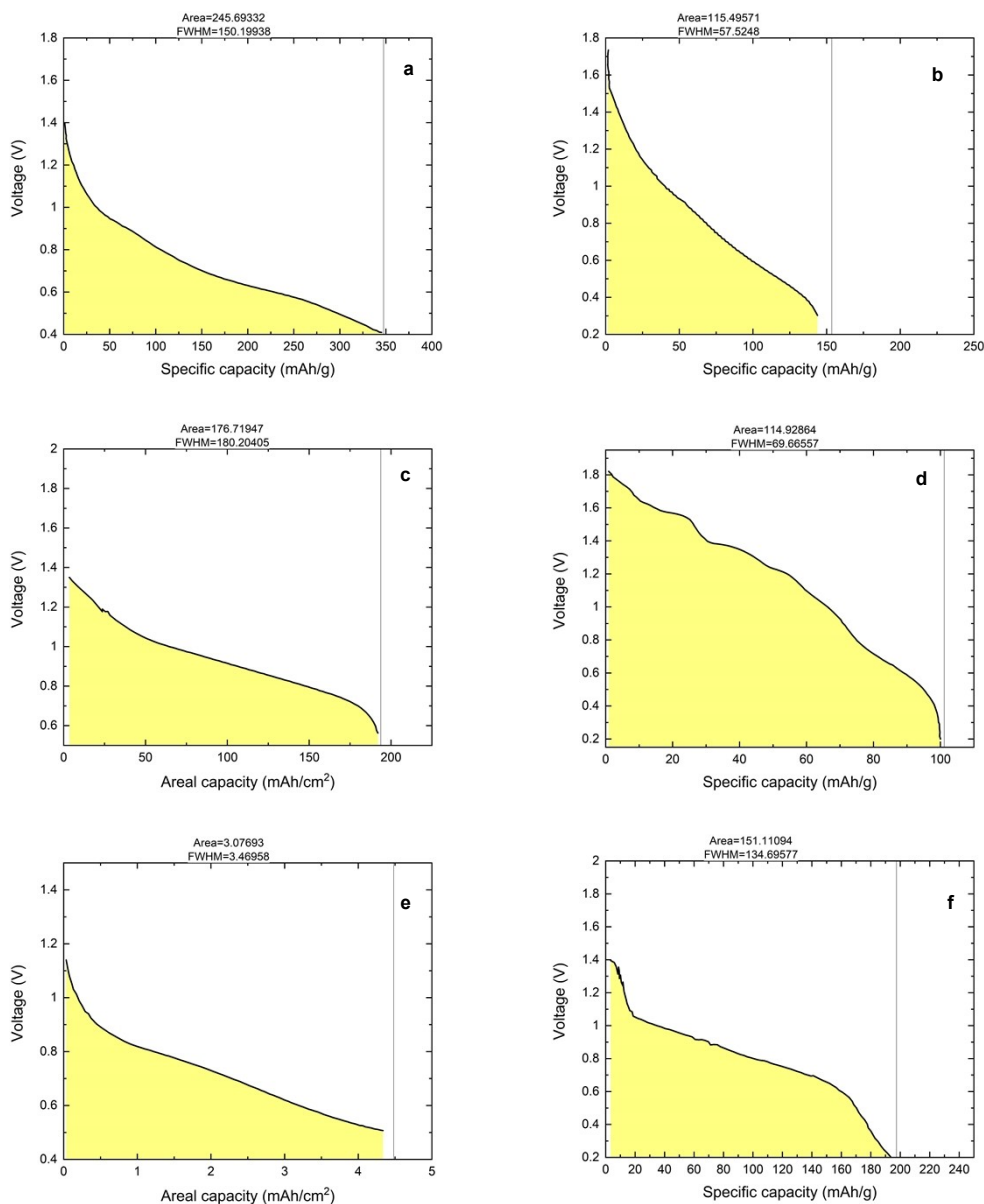 Area=245.69332
FWHM=150.19938
1.8
1.6
1.4
1.2
1
0.8
0.6
0.4
Voltage (V)
a
0 50 100 150 200 250 300 350 400
Specific capacity (mAh/g)
Area=115.49571
FWHM=57.5248
1.8
1.6
1.4
1.2
1
0.8
0.6
0.4
0.2
Voltage (V)
b
0 50 100 150 200 250
Specific capacity (mAh/g)
Area=176.71947
FWHM=180.20405
2
1.8
1.6
1.4
1.2
1
0.8
0.6
Voltage (V)
c
0 50 100 150 200
Areal capacity (mAh/cm²)
Area=114.92864
FWHM=69.66557
1.8
1.6
1.4
1.2
1
0.8
0.6
0.4
0.2
Voltage (V)
d
0 20 40 60 80 100
Specific capacity (mAh/g)
Area=3.07693
FWHM=3.46958
1.4
1.2
1
0.8
0.6
0.4
Voltage (V)
e
0 1 2 3 4 5
Areal capacity (mAh/cm²)
Area=151.11094
FWHM=134.69577
2
1.8
1.6
1.4
1.2
1
0.8
0.6
0.4
0.2
Voltage (V)
f
0 20 40 60 80 100 120 140 160 180 200 220 240
Specific capacity (mAh/g)